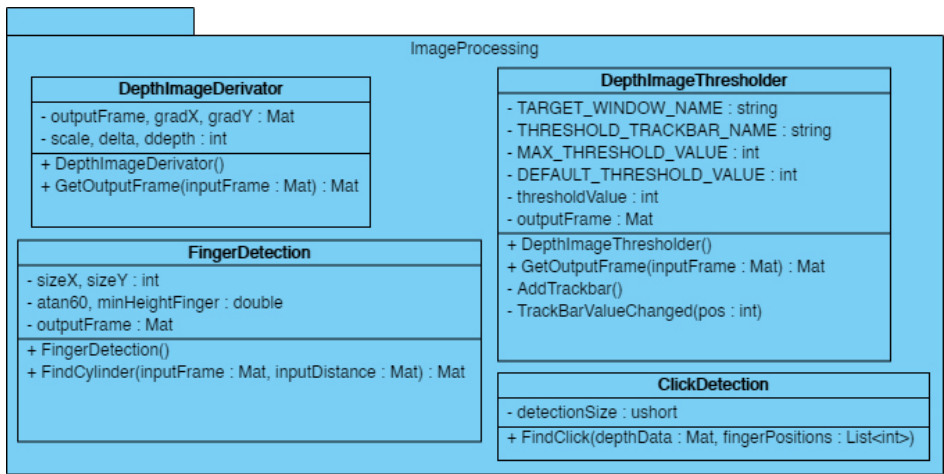 ImageProcessing
DepthImageDerivator
- outputFrame, gradX, gradY : Mat
- scale, delta, ddepth : int
+ DepthImageDerivator()
+ GetOutputFrame(inputFrame : Mat) : Mat
DepthImageThresholder
- TARGET_WINDOW_NAME : string
- THRESHOLD_TRACKBAR_NAME : string
- MAX_THRESHOLD_VALUE : int
- DEFAULT_THRESHOLD_VALUE : int
- thresholdValue : int
- outputFrame : Mat
+ DepthImageThresholder()
+ GetOutputFrame(inputFrame : Mat) : Mat
- AddTrackbar()
- TrackBarValueChanged(pos : int)
FingerDetection
- sizeX, sizeY : int
- atan60, minHeightFinger : double
- outputFrame : Mat
+ FingerDetection()
+ FindCylinder(inputFrame : Mat, inputDistance : Mat) : Mat
ClickDetection
- detectionSize : ushort
+ FindClick(depthData : Mat, fingerPositions : List<int>)